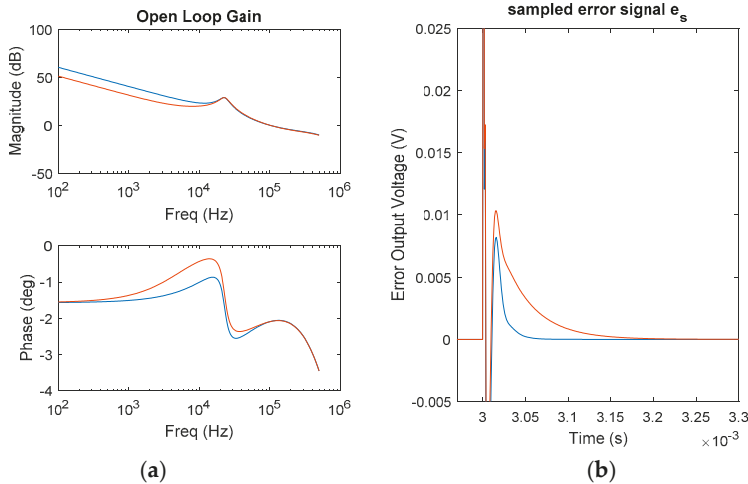 Open Loop Gain
100
50
0
-50
Magnitude (dB)
10^2 10^3 10^4 10^5 10^6
Freq (Hz)
0
-1
-2
-3
-4
Phase (deg)
10^2 10^3 10^4 10^5 10^6
Freq (Hz)
(a)
sampled error signal e_s
0.025
0.02
0.015
0.01
0.005
0
-0.005
Error Output Voltage (V)
3 3.05 3.1 3.15 3.2 3.25 3.3
Time (s) ×10^-3
(b)